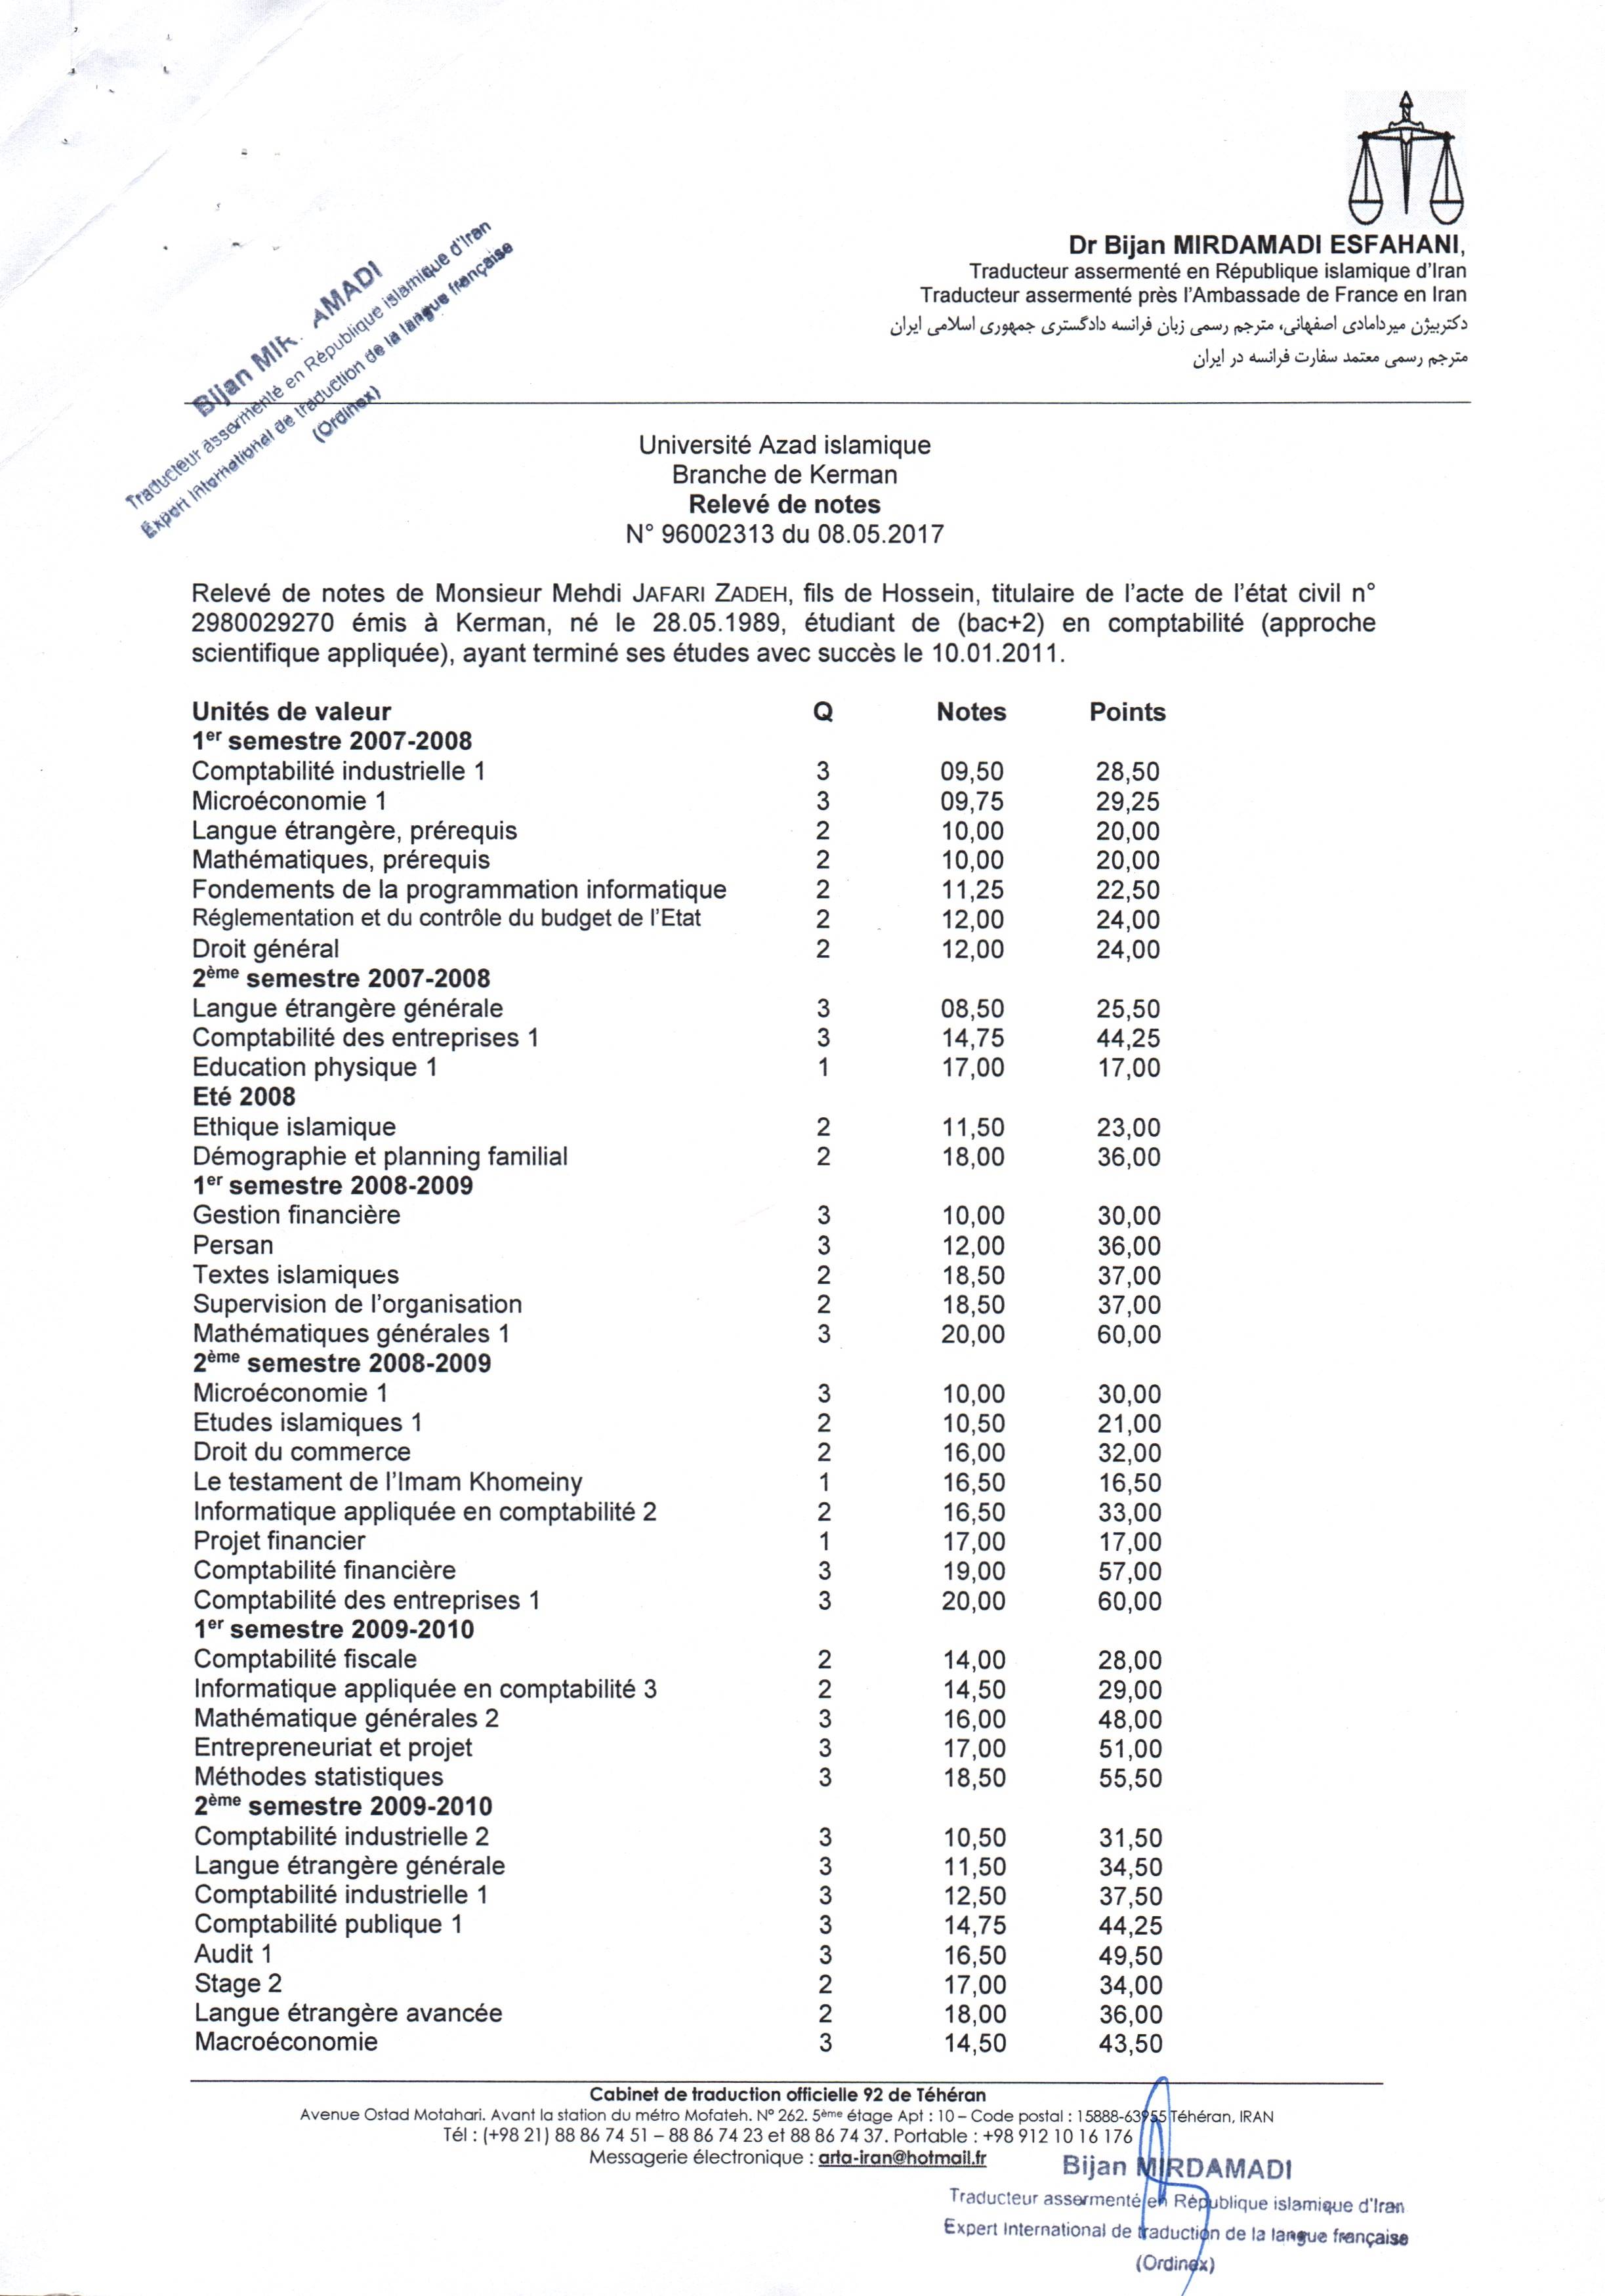 Dr Bijan MIRDAMADI ESFAHANI,
Traducteur assermenté en République islamique d'Iran
Traducteur assermenté près l'Ambassade de France en Iran
دکتربیژن میردامادی اصفهانی، مترجم رسمی زبان فرانسه دادگستری جمهوری اسلامی ایران
مترجم رسمی معتمد سفارت فرانسه در ایران
Bijan MIR AMADI
Traducteur assermenté en République islamique d'Iran
Expert International de traduction de la langue française
(Ordinex)
Université Azad islamique
Branche de Kerman
Relevé de notes
N° 96002313 du 08.05.2017
Relevé de notes de Monsieur Mehdi JAFARI ZADEH, fils de Hossein, titulaire de l'acte de l'état civil n°
2980029270 émis à Kerman, né le 28.05.1989, étudiant de (bac+2) en comptabilité (approche
scientifique appliquée), ayant terminé ses études avec succès le 10.01.2011.
Unités de valeur Q Notes Points
1er semestre 2007-2008
Comptabilité industrielle 1 3 09,50 28,50
Microéconomie 1 3 09,75 29,25
Langue étrangère, prérequis 2 10,00 20,00
Mathématiques, prérequis 2 10,00 20,00
Fondements de la programmation informatique 2 11,25 22,50
Réglementation et du contrôle du budget de l'Etat 2 12,00 24,00
Droit général 2 12,00 24,00
2ème semestre 2007-2008
Langue étrangère générale 3 08,50 25,50
Comptabilité des entreprises 1 3 14,75 44,25
Education physique 1 1 17,00 17,00
Eté 2008
Ethique islamique 2 11,50 23,00
Démographie et planning familial 2 18,00 36,00
1er semestre 2008-2009
Gestion financière 3 10,00 30,00
Persan 3 12,00 36,00
Textes islamiques 2 18,50 37,00
Supervision de l'organisation 2 18,50 37,00
Mathématiques générales 1 3 20,00 60,00
2ème semestre 2008-2009
Microéconomie 1 3 10,00 30,00
Etudes islamiques 1 2 10,50 21,00
Droit du commerce 2 16,00 32,00
Le testament de l'Imam Khomeiny 1 16,50 16,50
Informatique appliquée en comptabilité 2 2 16,50 33,00
Projet financier 1 17,00 17,00
Comptabilité financière 3 19,00 57,00
Comptabilité des entreprises 1 3 20,00 60,00
1er semestre 2009-2010
Comptabilité fiscale 2 14,00 28,00
Informatique appliquée en comptabilité 3 2 14,50 29,00
Mathématique générales 2 3 16,00 48,00
Entrepreneuriat et projet 3 17,00 51,00
Méthodes statistiques 3 18,50 55,50
2ème semestre 2009-2010
Comptabilité industrielle 2 3 10,50 31,50
Langue étrangère générale 3 11,50 34,50
Comptabilité industrielle 1 3 12,50 37,50
Comptabilité publique 1 3 14,75 44,25
Audit 1 3 16,50 49,50
Stage 2 2 17,00 34,00
Langue étrangère avancée 2 18,00 36,00
Macroéconomie 3 14,50 43,50
Cabinet de traduction officielle 92 de Téhéran
Avenue Ostad Motahari. Avant la station du métro Mofateh. N° 262. 5ème étage Apt : 10 – Code postal : 15888-63955 Téhéran, IRAN
Tél : (+98 21) 88 86 74 51 – 88 86 74 23 et 88 86 74 37. Portable : +98 912 10 16 176
Messagerie électronique : arta-iran@hotmail.fr
Bijan MIRDAMADI
Traducteur assermenté en République islamique d'Iran
Expert International de traduction de la langue française
(Ordinex)